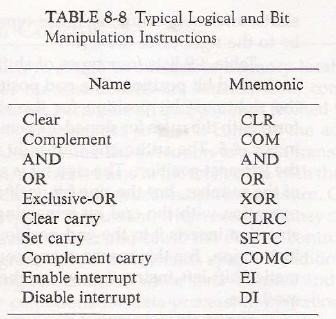 TABLE 8-8 Typical Logical and Bit
Manipulation Instructions
Name Mnemonic
Clear CLR
Complement COM
AND AND
OR OR
Exclusive-OR XOR
Clear carry CLRC
Set carry SETC
Complement carry COMC
Enable interrupt EI
Disable interrupt DI